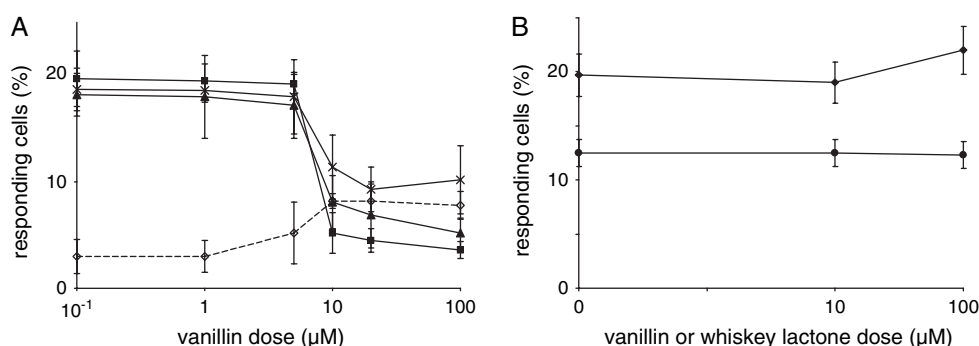 A
responding cells (%)
20
10
0
10-1
1
10
100
vanillin dose (µM)
B
responding cells (%)
20
10
0
0
10
100
vanillin or whiskey lactone dose (µM)